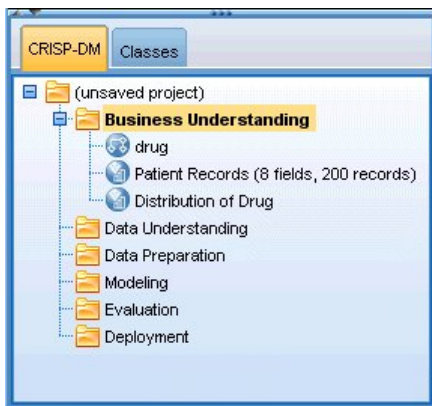 CRISP-DM Classes
(unsaved project)
Business Understanding
drug
Patient Records (8 fields, 200 records)
Distribution of Drug
Data Understanding
Data Preparation
Modeling
Evaluation
Deployment